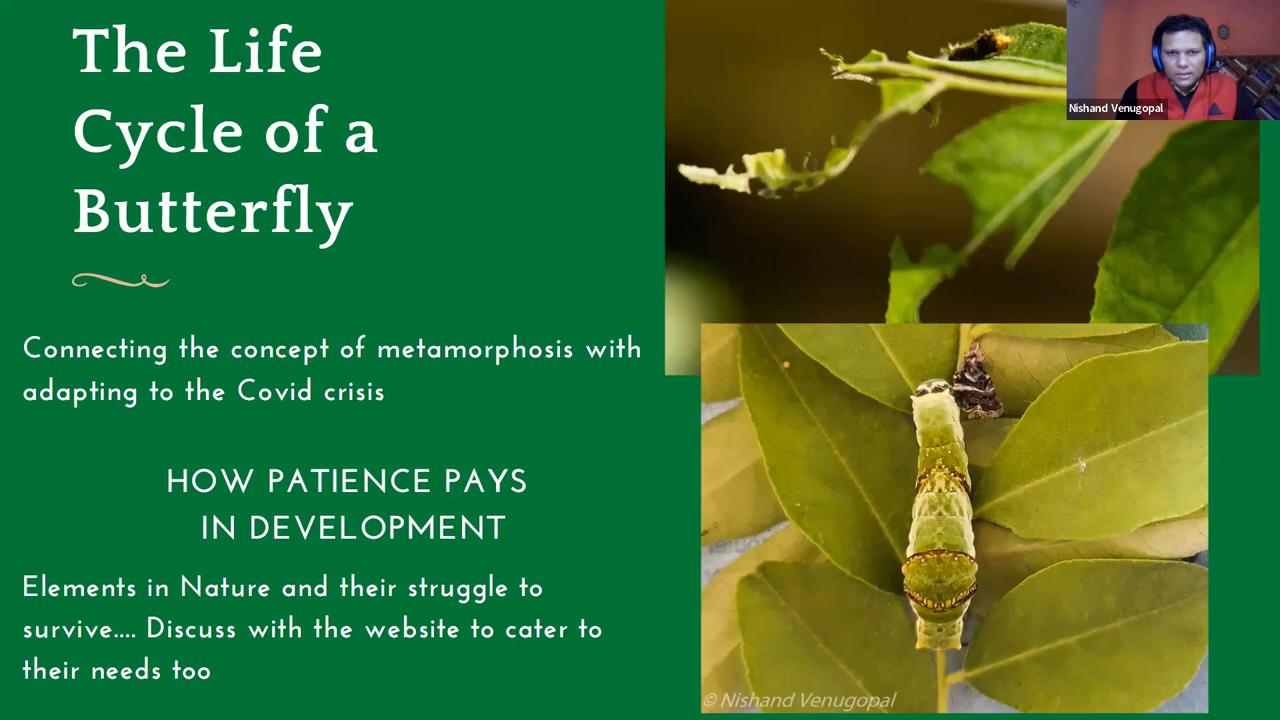 The Life
Cycle of a
Butterfly
Connecting the concept of metamorphosis with
adapting to the Covid crisis
HOW PATIENCE PAYS
IN DEVELOPMENT
Elements in Nature and their struggle to
survive.... Discuss with the website to cater to
their needs too
Nishand Venugopal
© Nishand Venugopal